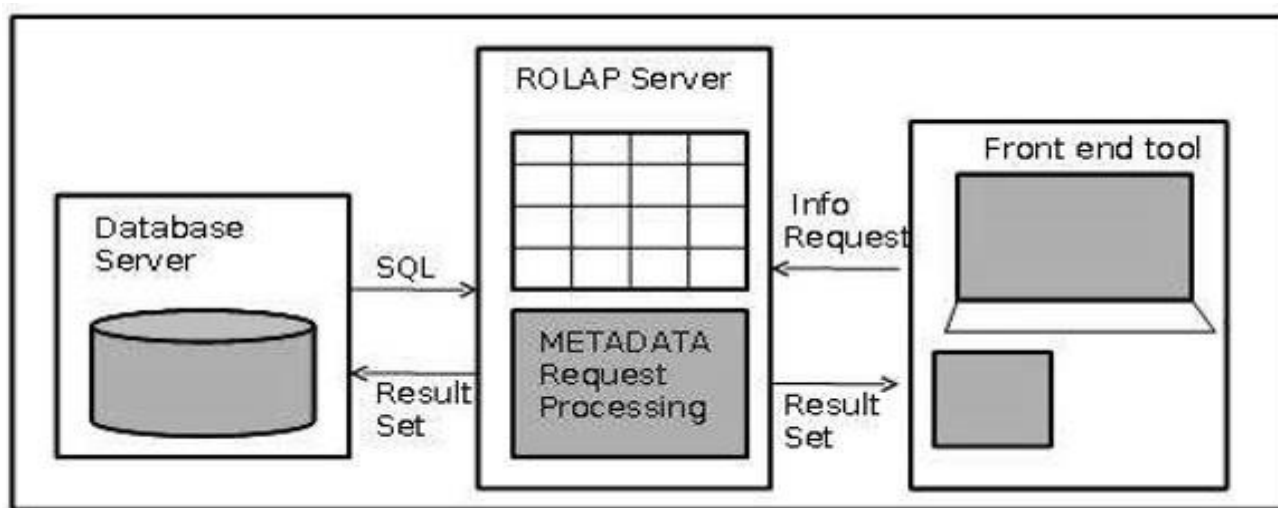 ROLAP Server
Front end tool
Database
Server
SQL
Result
Set
METADATA
Request
Processing
Info
Request
Result
Set